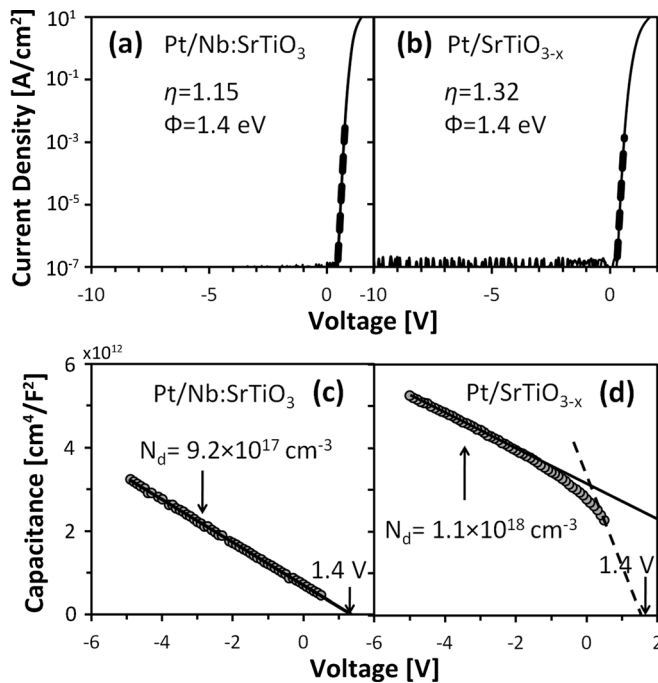 Current Density [A/cm²]
10¹
10⁻¹
10⁻³
10⁻⁵
10⁻⁷
(a) Pt/Nb:SrTiO₃
η=1.15
Φ=1.4 eV
(b) Pt/SrTiO₃₋ₓ
η=1.32
Φ=1.4 eV
-10 -5 0 -10 -5 0
Voltage [V]
Capacitance [cm⁴/F²]
x10¹²
6
4
2
0
Pt/Nb:SrTiO₃ (c)
N_d= 9.2×10¹⁷ cm⁻³
1.4 V
Pt/SrTiO₃₋ₓ (d)
N_d= 1.1×10¹⁸ cm⁻³
1.4 V
-6 -4 -2 0 -6 -4 -2 0 2
Voltage [V]